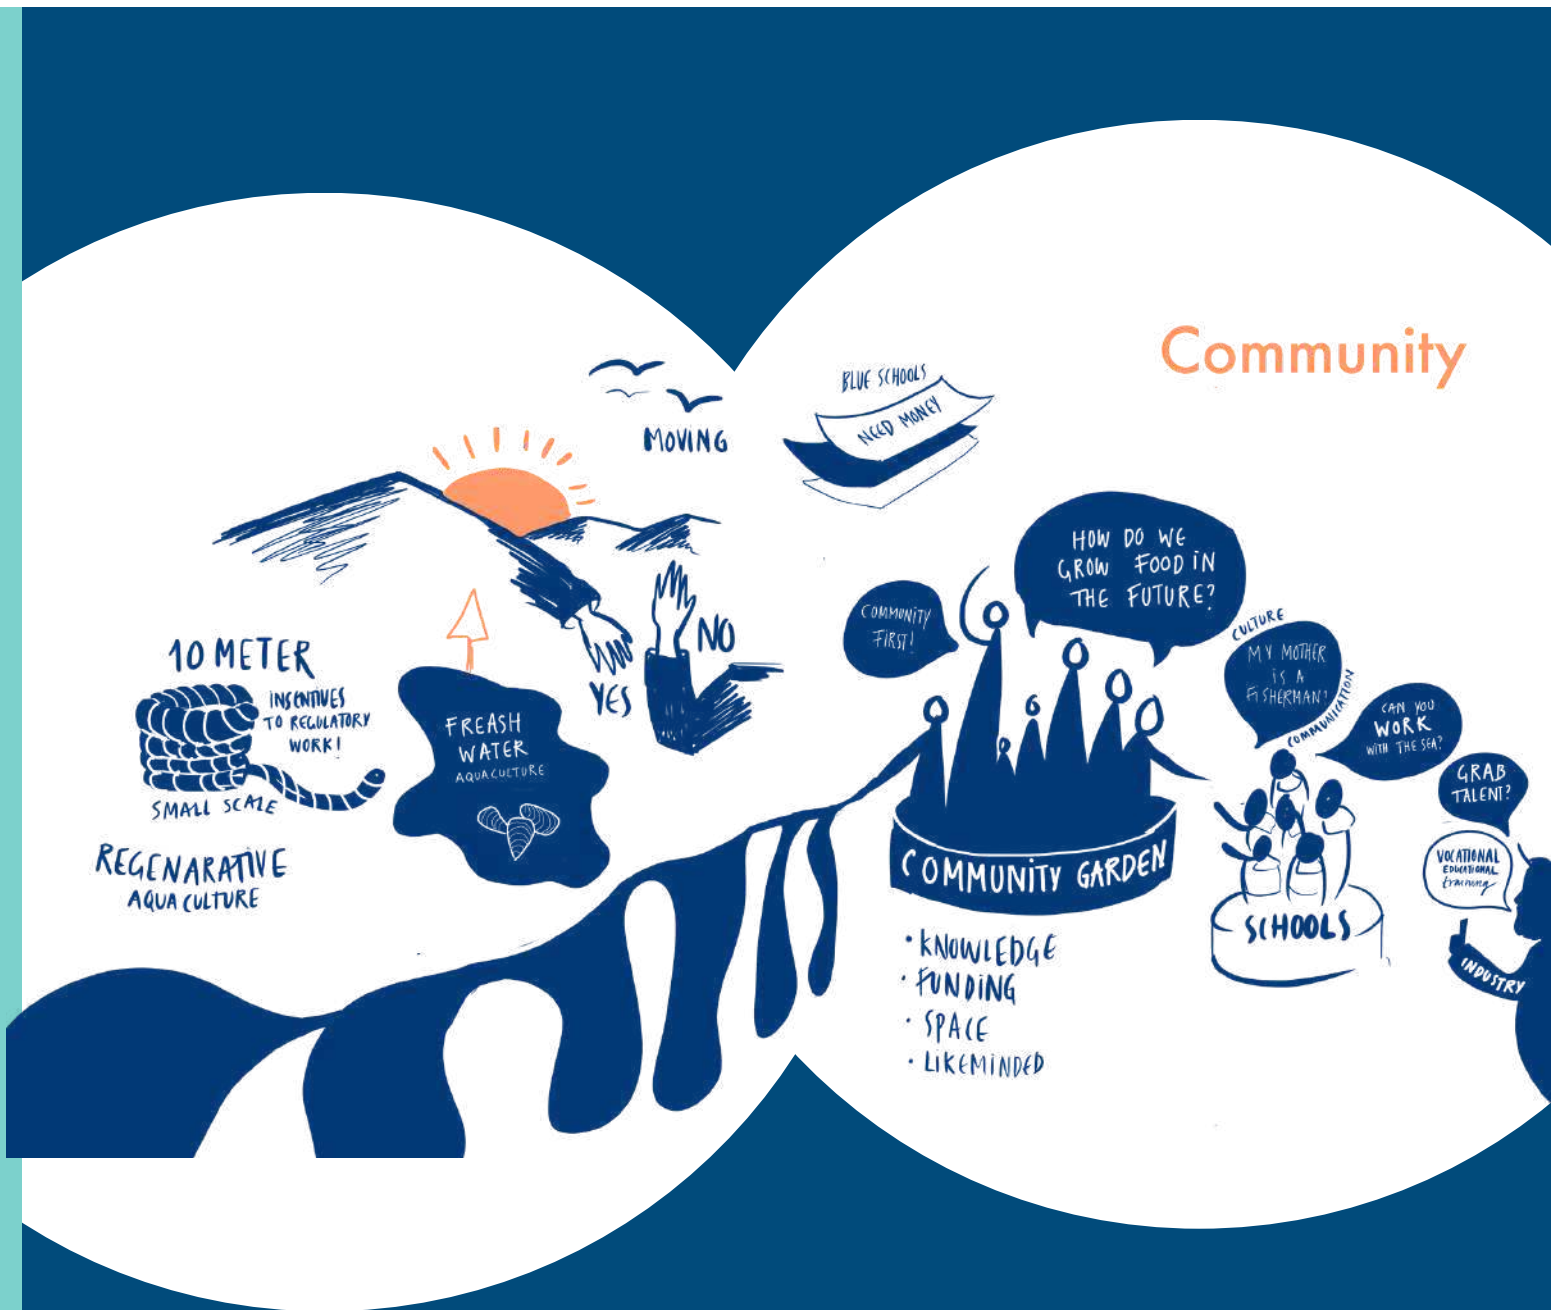 Community
BLUE SCHOOLS
NEED MONEY
MOVING
NO
YES
10 METER
INSENTIVES
TO REGULATORY
WORK!
SMALL SCALE
REGENARATIVE
AQUA CULTURE
FREASH
WATER
AQUACULTURE
COMMUNITY
FIRST!
HOW DO WE
GROW FOOD IN
THE FUTURE?
COMMUNITY GARDEN
• KNOWLEDGE
• FUNDING
• SPACE
• LIKEMINDED
CULTURE
MY MOTHER
IS A
FISHERMAN!
COMMUNICATION
CAN YOU
WORK
WITH THE SEA?
GRAB
TALENT?
VOCATIONAL
EDUCATIONAL
training
SCHOOLS
INDUSTRY